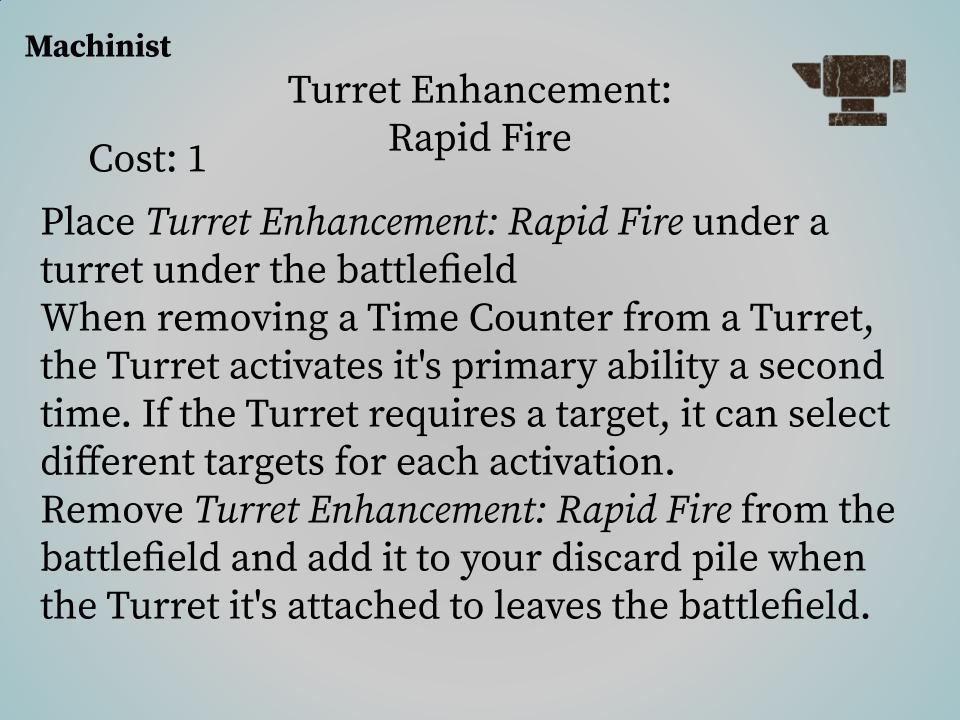 Machinist
Turret Enhancement:
Rapid Fire
Cost: 1
Place Turret Enhancement: Rapid Fire under a
turret under the battlefield
When removing a Time Counter from a Turret,
the Turret activates it's primary ability a second
time. If the Turret requires a target, it can select
different targets for each activation.
Remove Turret Enhancement: Rapid Fire from the
battlefield and add it to your discard pile when
the Turret it's attached to leaves the battlefield.